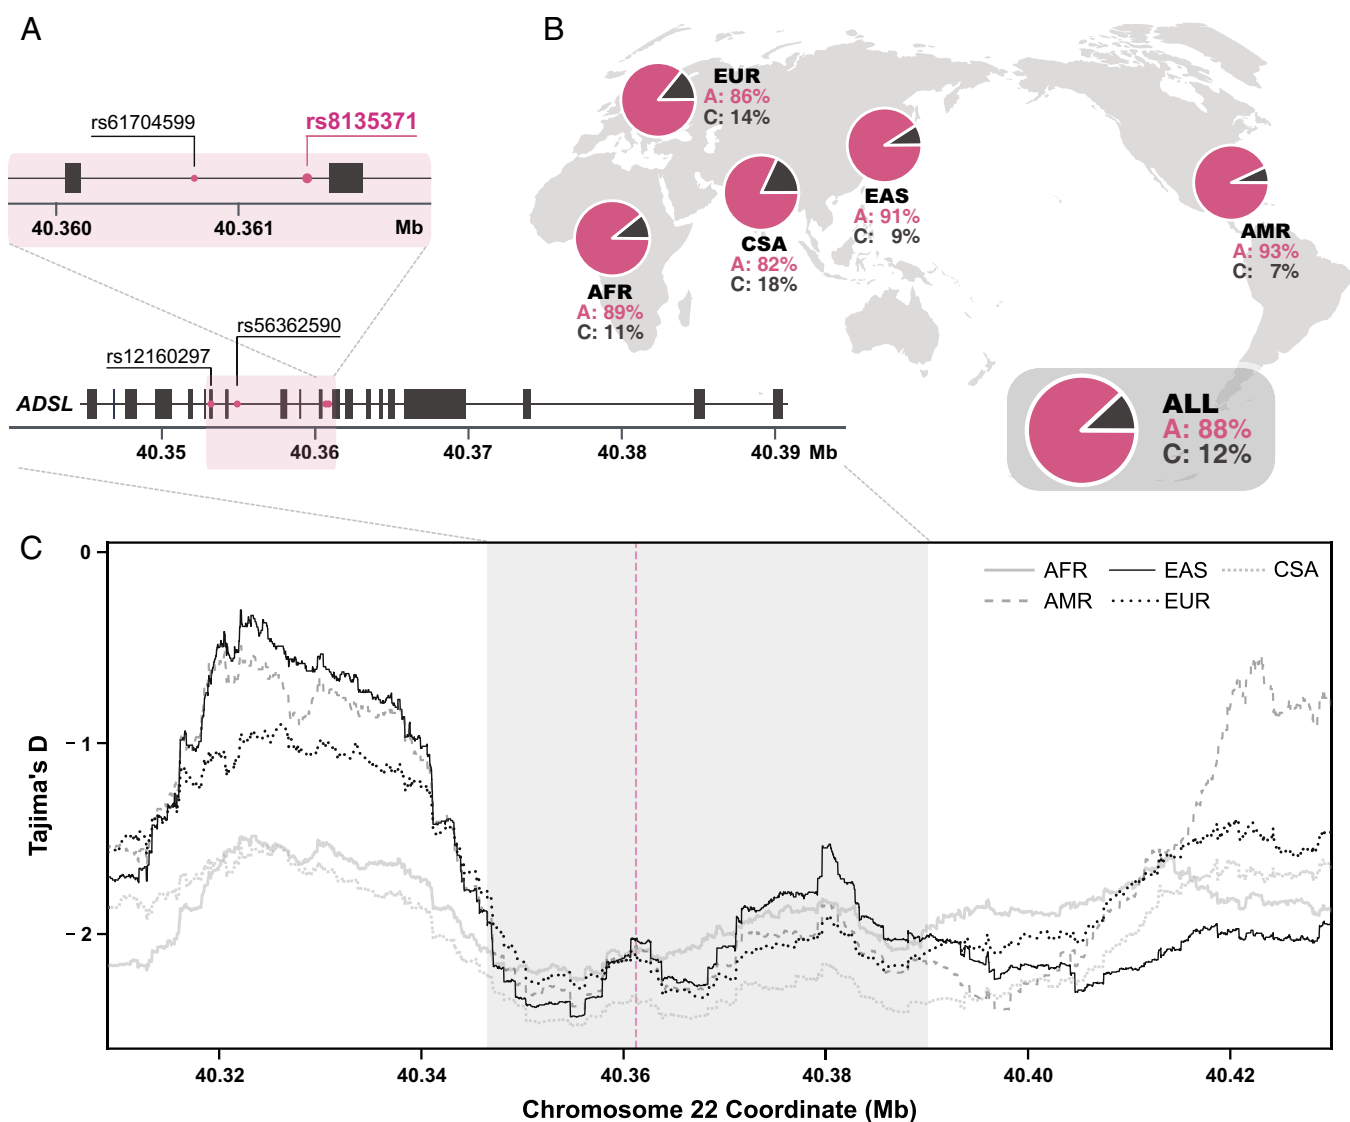 A
rs61704599
rs8135371
40.360
40.361
Mb
rs56362590
rs12160297
ADSL
40.35
40.36
40.37
40.38
40.39
Mb
B
EUR
A: 86%
C: 14%
EAS
A: 91%
C: 9%
CSA
A: 82%
C: 18%
AFR
A: 89%
C: 11%
AMR
A: 93%
C: 7%
ALL
A: 88%
C: 12%
C
0
－1
－2
Tajima's D
AFR
EAS
CSA
AMR
EUR
40.32
40.34
40.36
40.38
40.40
40.42
Chromosome 22 Coordinate (Mb)